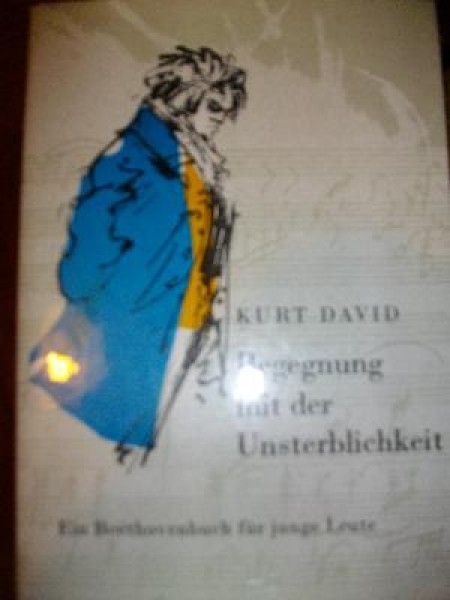 KURT DAVID
Begegnung
mit der
Unsterblichkeit
Ein Beethovenbuch für junge Leute